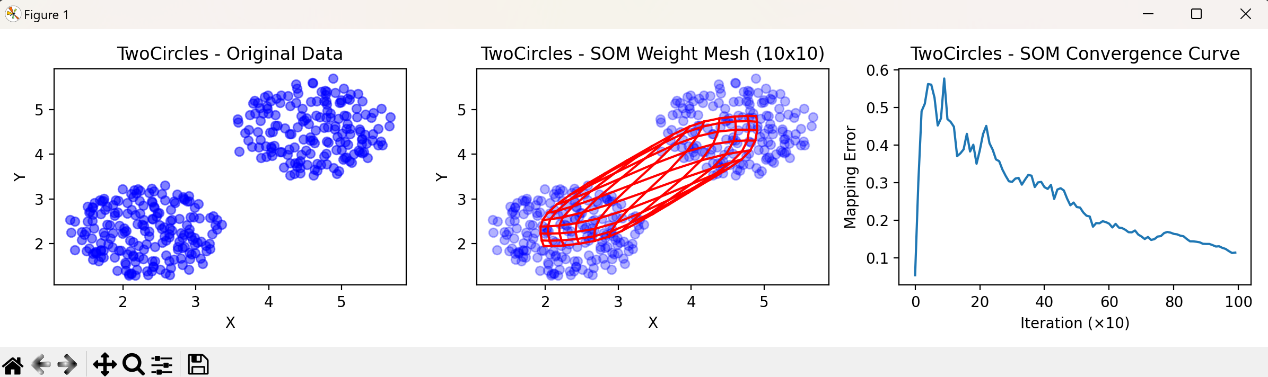 Figure 1
TwoCircles - Original Data
5
4
3
2
Y
2 3 4 5
X
TwoCircles - SOM Weight Mesh (10x10)
5
4
3
2
Y
2 3 4 5
X
TwoCircles - SOM Convergence Curve
0.6
0.5
0.4
0.3
0.2
0.1
Mapping Error
0 20 40 60 80 100
Iteration (×10)